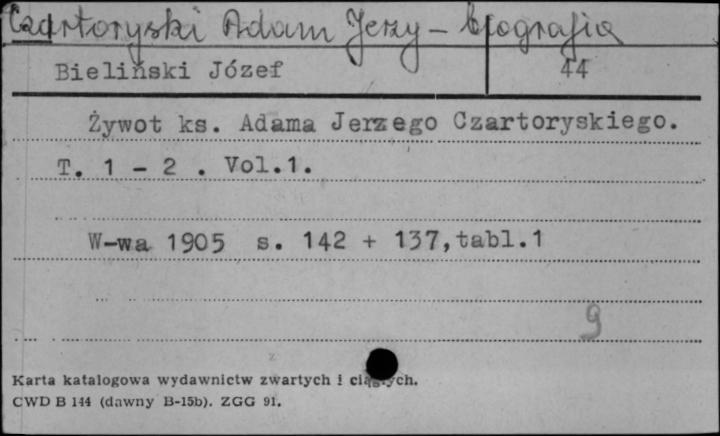 Czartoryski Adam Jerzy - biografia
Bieliński Józef 44
Żywot ks. Adama Jerzego Czartoryskiego.
T. 1 - 2 . Vol.1.
W-wa 1905 s. 142 + 137,tabl.1
9
Karta katalogowa wydawnictw zwartych i ciągłych.
CWD B 144 (dawny B-15b). ZGG 91.